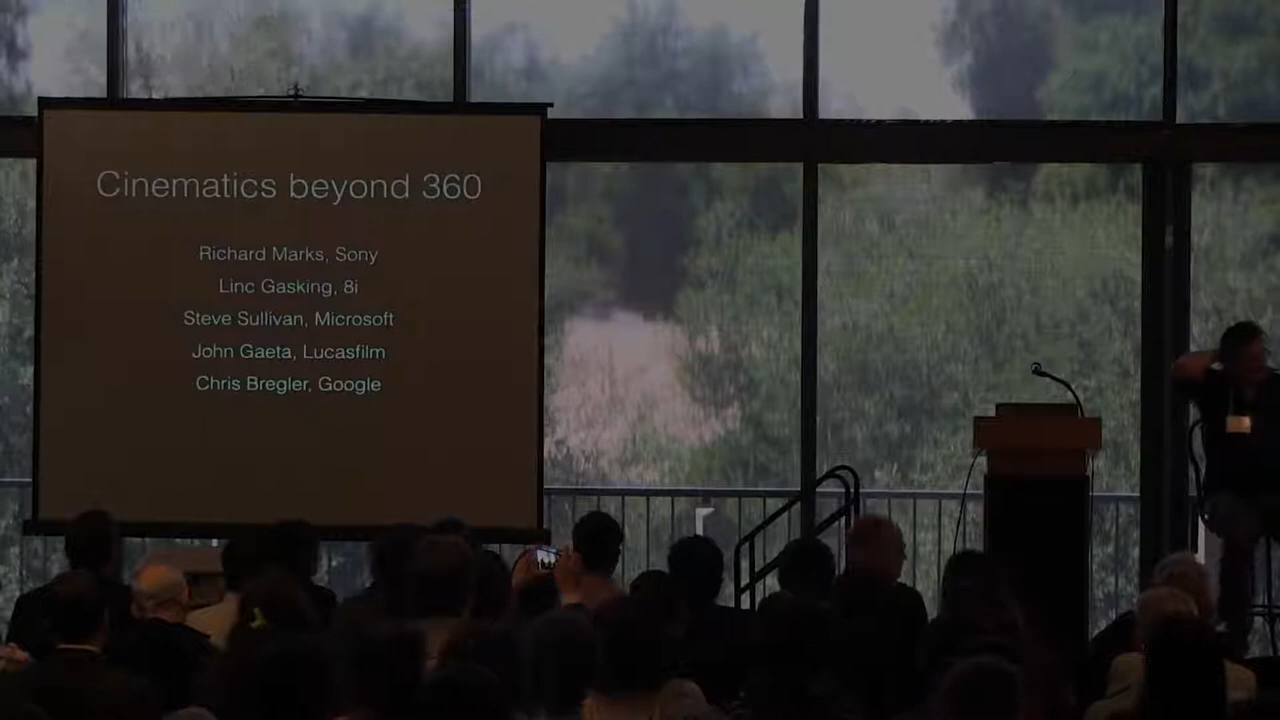 Cinematics beyond 360
Richard Marks, Sony
Linc Gasking, 8i
Steve Sullivan, Microsoft
John Gaeta, Lucasfilm
Chris Bregler, Google